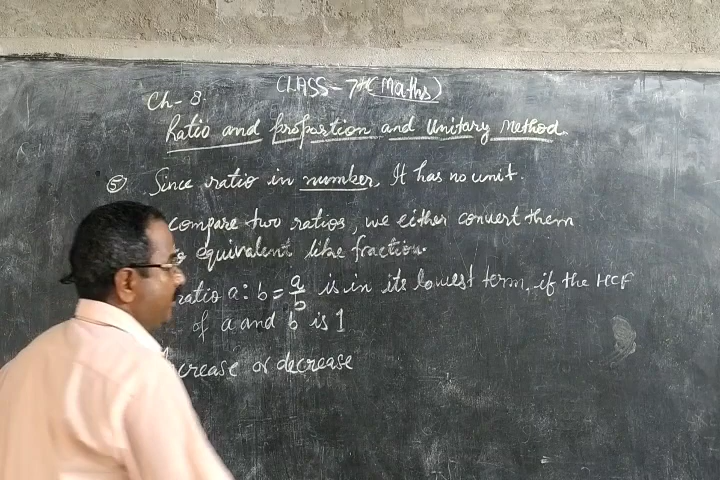 CLASS - 7th (Maths)
Ch- 8.
Ratio and proportion and Unitary Method.
⑤ Since ratio in number, It has no unit.
compare two ratios, we either convert them
equivalent like fraction.
ratio a : b = a/b is in its lowest term, if the HCF
of a and b is 1
crease or decrease